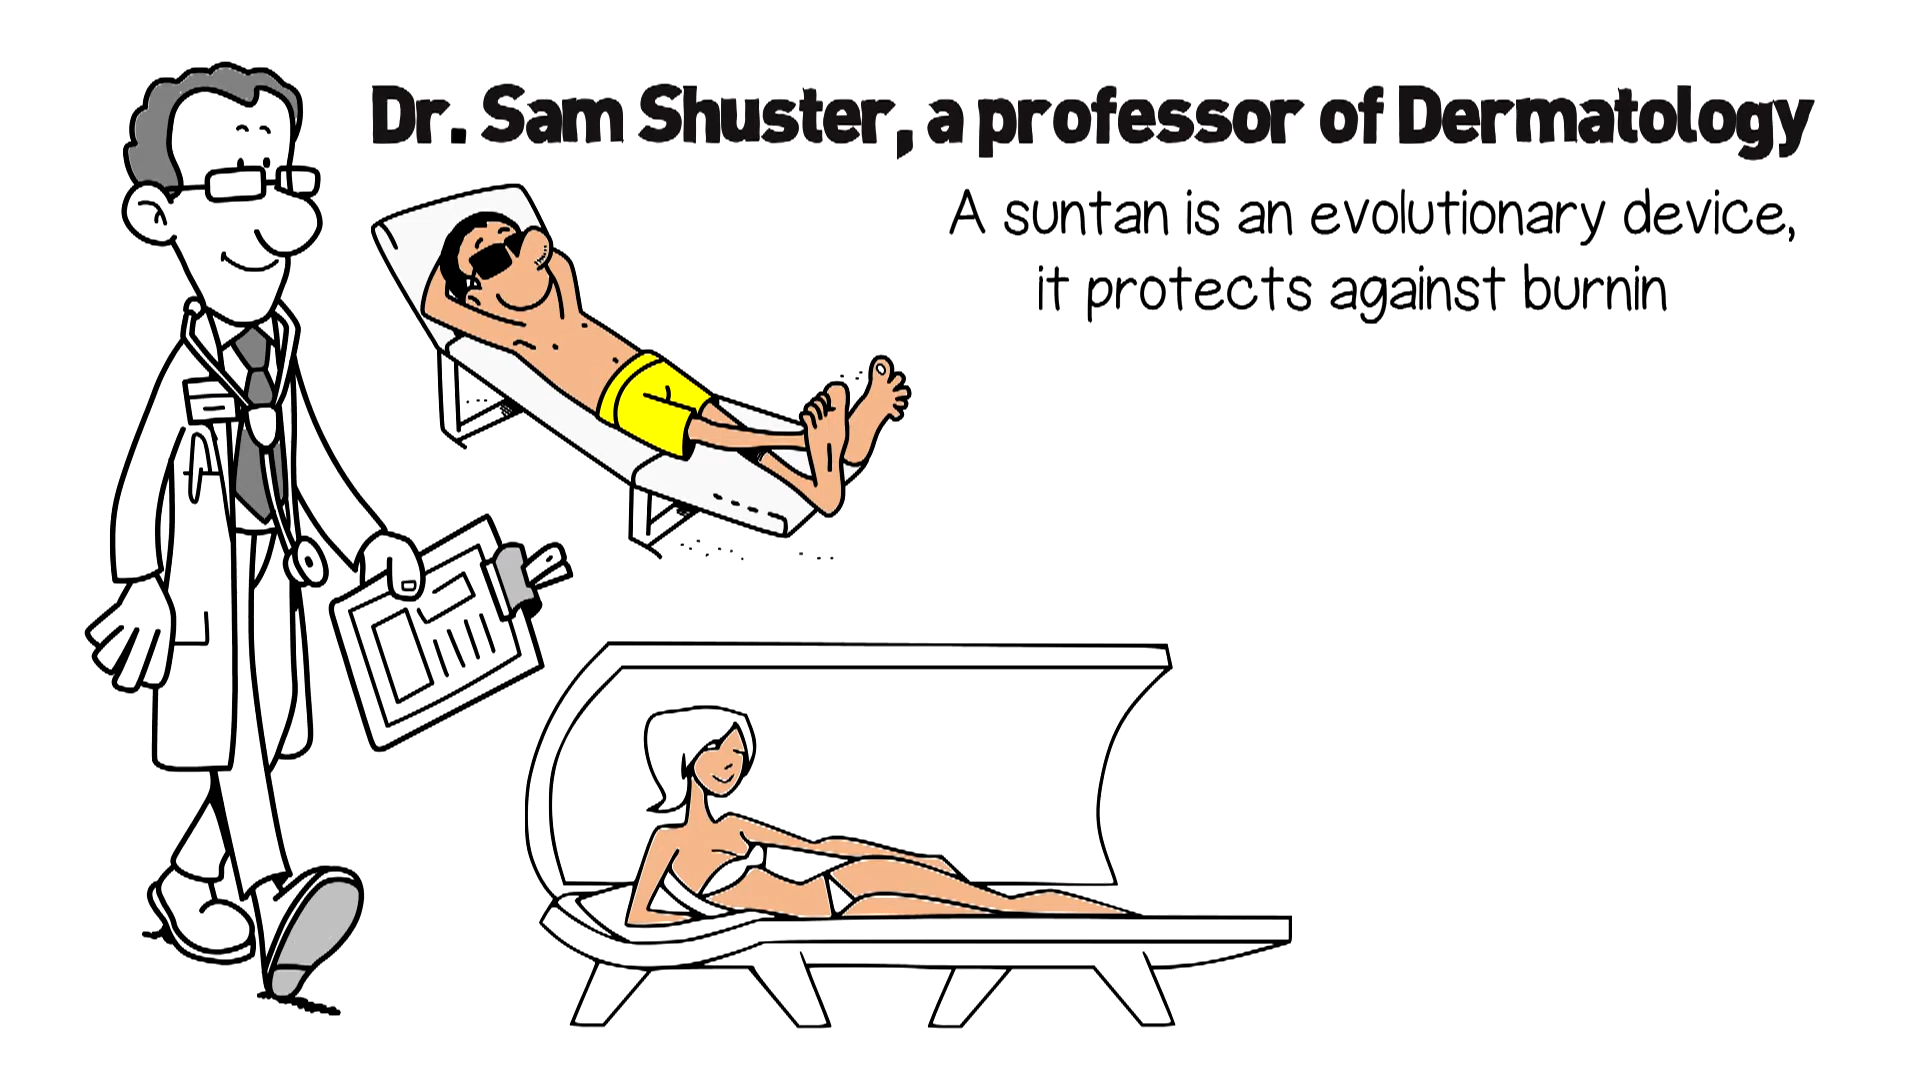 Dr. Sam Shuster, a professor of Dermatology
A suntan is an evolutionary device,
it protects against burnin